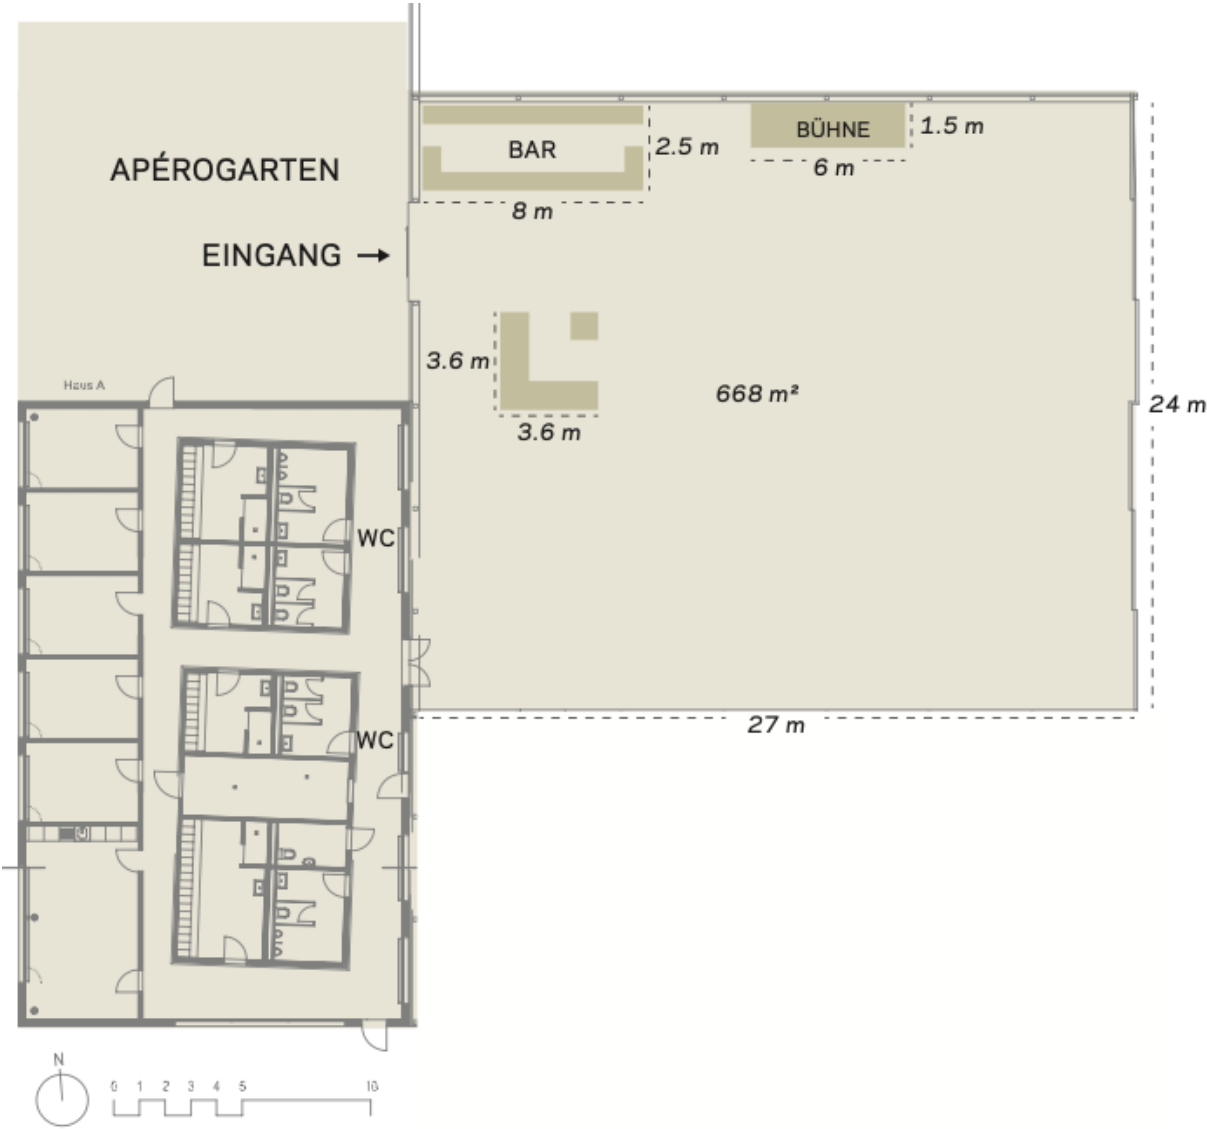 BAR
2.5 m
8 m
BÜHNE
1.5 m
6 m
APÉROGARTEN
EINGANG →
3.6 m
3.6 m
668 m²
24 m
27 m
Haus A
WC
WC
N
0 1 2 3 4 5 10